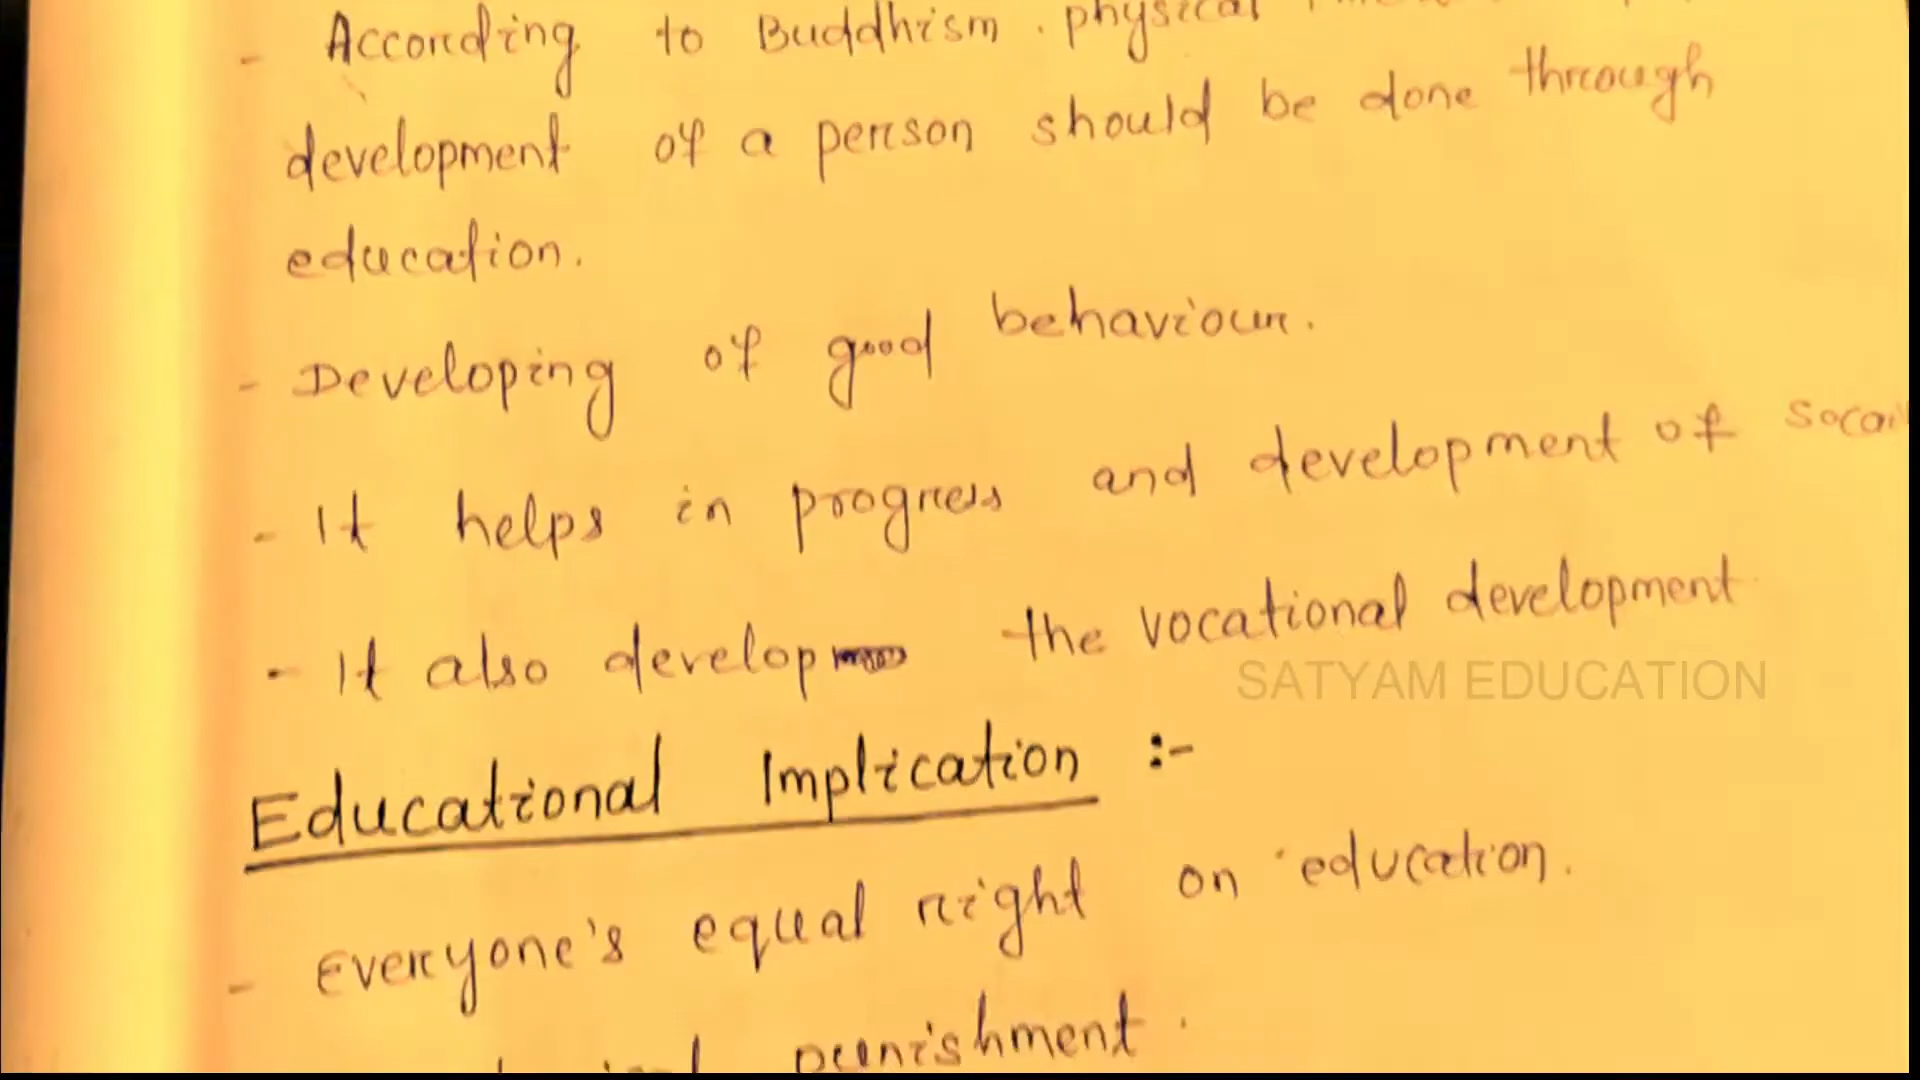 - According to Buddhism. physical
development of a person should be done through
education.
- Developing of good behaviour.
- It helps in progress and development of
- It also develop the vocational development
SATYAM EDUCATION
Educational Implication :-
- Everyone's equal right on education.
punishment.